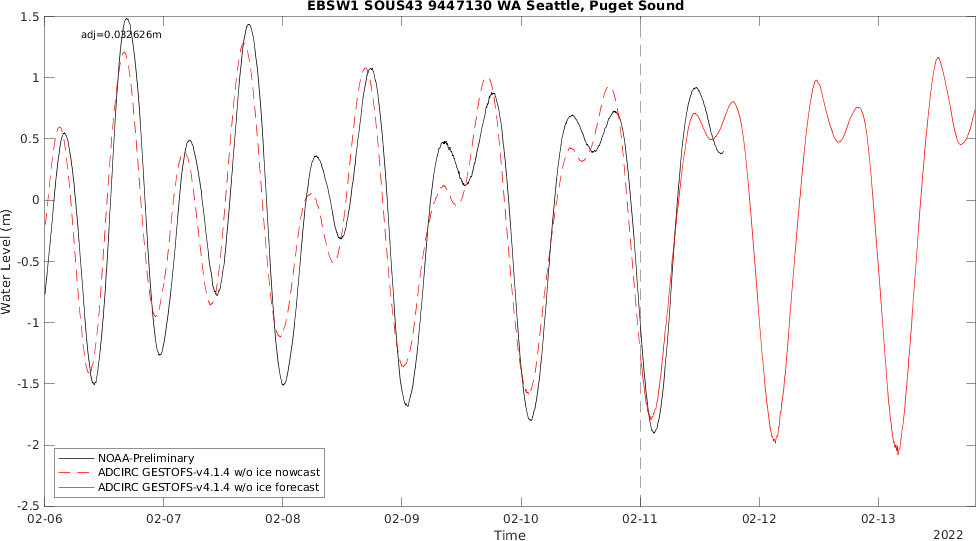 EBSW1 SOUS43 9447130 WA Seattle, Puget Sound
adj=0.032626m
1.5
1
0.5
0
-0.5
-1
-1.5
-2
-2.5
Water Level (m)
NOAA-Preliminary
ADCIRC GESTOFS-v4.1.4 w/o ice nowcast
ADCIRC GESTOFS-v4.1.4 w/o ice forecast
02-06 02-07 02-08 02-09 02-10 02-11 02-12 02-13
Time
2022